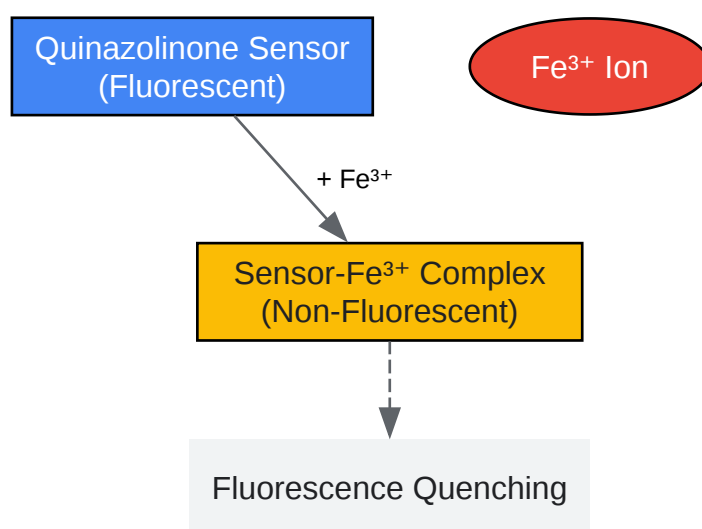 Quinazolinone Sensor
(Fluorescent)
Fe³⁺ Ion
+ Fe³⁺
Sensor-Fe³⁺ Complex
(Non-Fluorescent)
Fluorescence Quenching